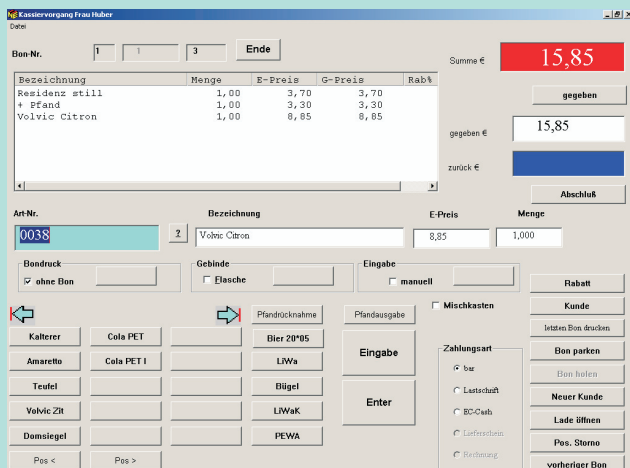 Kassiervorgang Frau Huber
Datei
Bon-Nr. 1 1 3 Ende
Summe € 15,85
Bezeichnung Menge E-Preis G-Preis Rab%
Residenz still 1,00 3,70 3,70
+ Pfand 1,00 3,30 3,30
Volvic Citron 1,00 8,85 8,85
gegeben
gegeben € 15,85
zurück €
Abschluß
Art-Nr. Bezeichnung E-Preis Menge
0038 ? Volvic Citron 8,85 1,000
Bondruck Gebinde Eingabe
ohne Bon Flasche manuell
Rabatt
Mischkasten Kunde
Pfandrücknahme Pfandausgabe
letzten Bon drucken
Kalterer Cola PET Bier 20*05
Eingabe
Zahlungsart
Bon parken
Amaretto Cola PET I LiWa
bar
Bon holen
Teufel Bügel
Lastschrift
Neuer Kunde
Enter
Volvic Zit LiWaK
EC-Cash
Lade öffnen
Domsiegel PEWA
Lieferschein
Pos. Storno
Pos < Pos >
Rechnung
vorheriger Bon